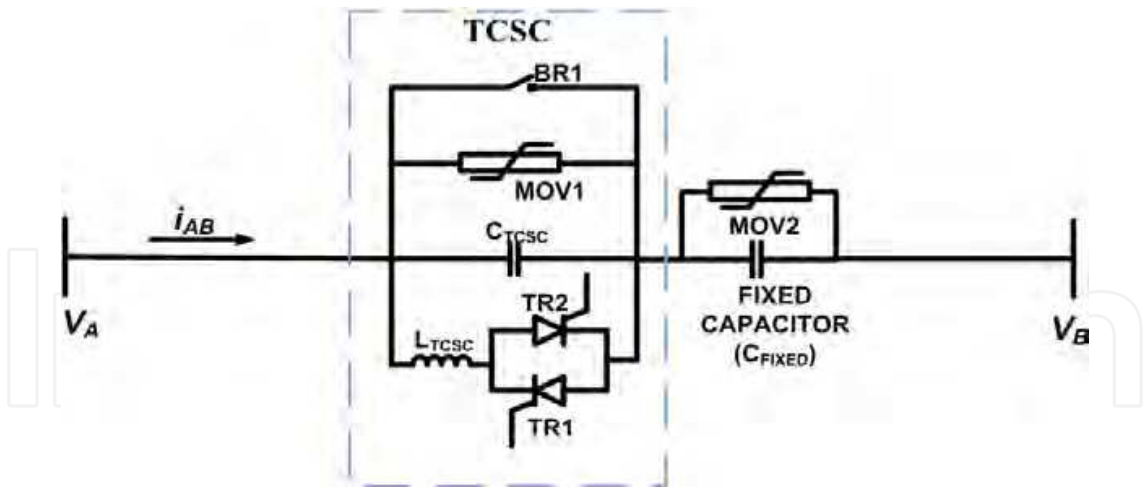 TCSC
BR1
MOV1
iAB
CTCSC
MOV2
TR2
FIXED
CAPACITOR
(CFIXED)
VA
VB
LTCSC
TR1